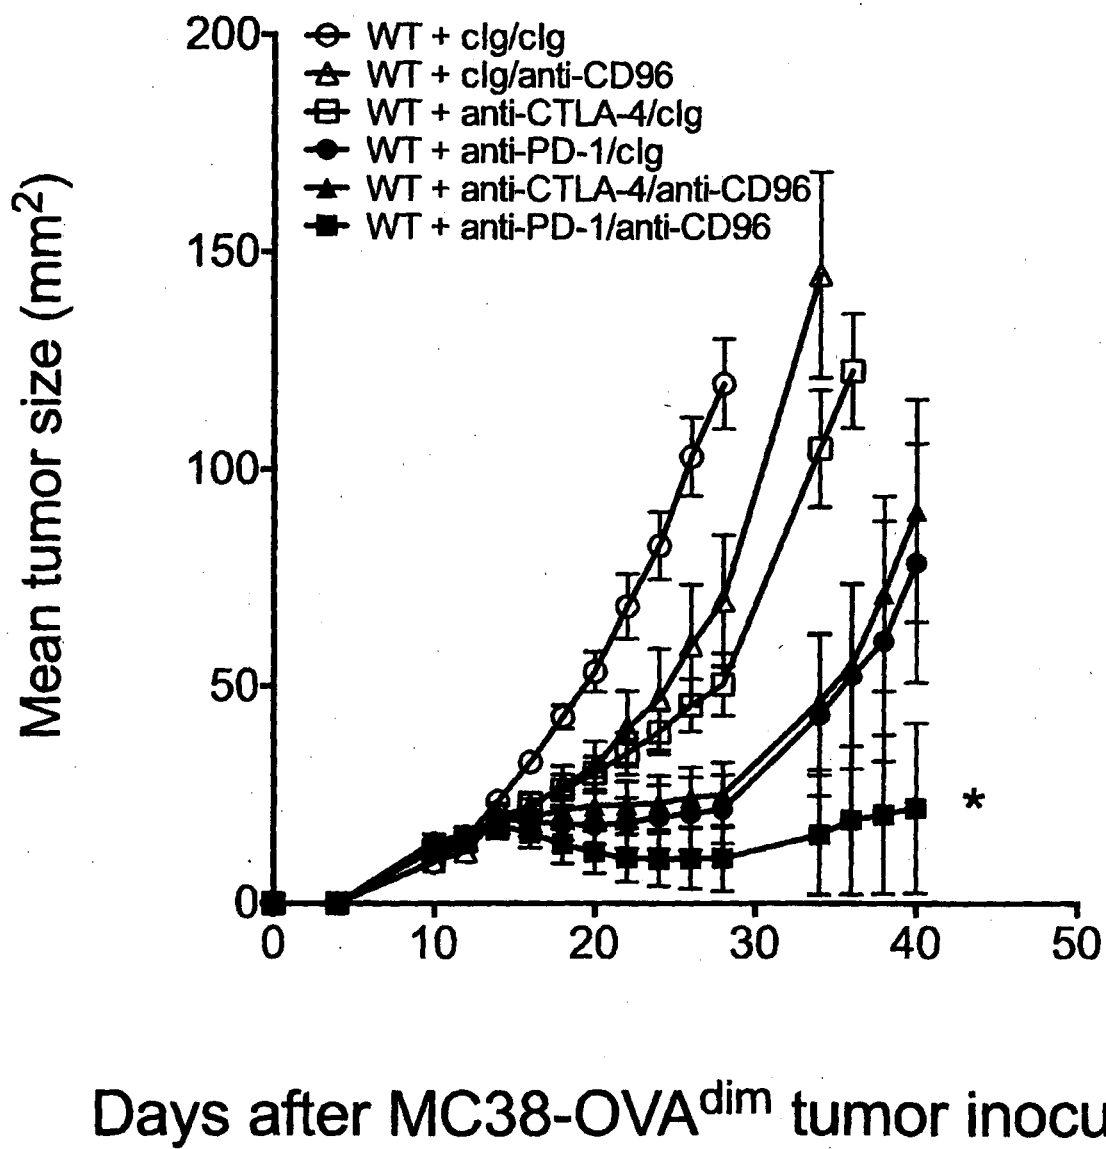 200
WT + cIg/cIg
WT + cIg/anti-CD96
WT + anti-CTLA-4/cIg
WT + anti-PD-1/cIg
WT + anti-CTLA-4/anti-CD96
WT + anti-PD-1/anti-CD96
Mean tumor size (mm²)
150
100
50
0
*
0 10 20 30 40 50
Days after MC38-OVAᵈⁱᵐ tumor inocu